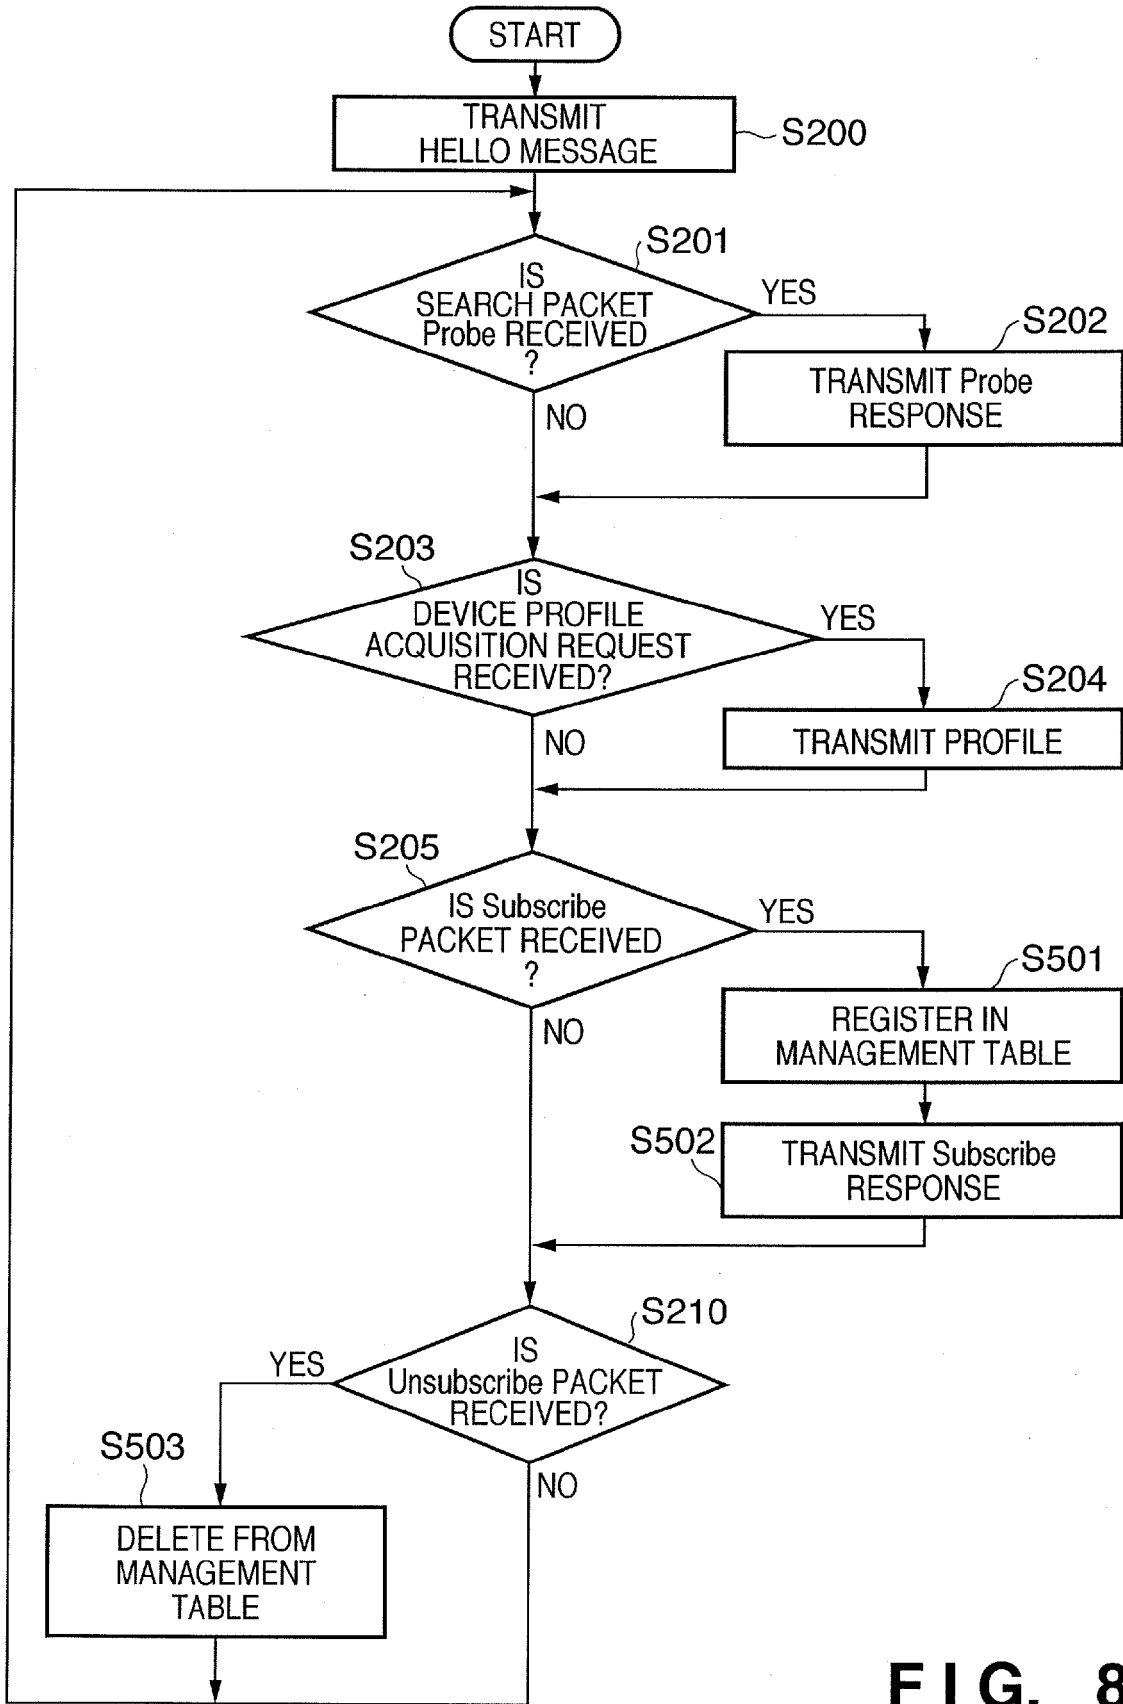 START
TRANSMIT
HELLO MESSAGE
S200
S201
IS
SEARCH PACKET
Probe RECEIVED
?
YES
NO
S202
TRANSMIT Probe
RESPONSE
S203
IS
DEVICE PROFILE
ACQUISITION REQUEST
RECEIVED?
YES
NO
S204
TRANSMIT PROFILE
S205
IS Subscribe
PACKET RECEIVED
?
YES
NO
S501
REGISTER IN
MANAGEMENT TABLE
S502
TRANSMIT Subscribe
RESPONSE
S210
IS
Unsubscribe PACKET
RECEIVED?
YES
NO
S503
DELETE FROM
MANAGEMENT
TABLE
FIG. 8